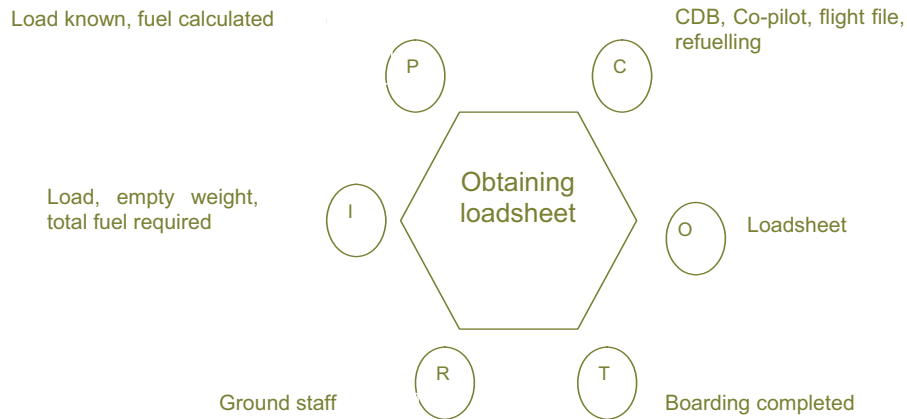 Load known, fuel calculated
CDB, Co-pilot, flight file,
refuelling
P
C
Obtaining
loadsheet
Load, empty weight,
total fuel required
I
O
Loadsheet
R
T
Ground staff
Boarding completed